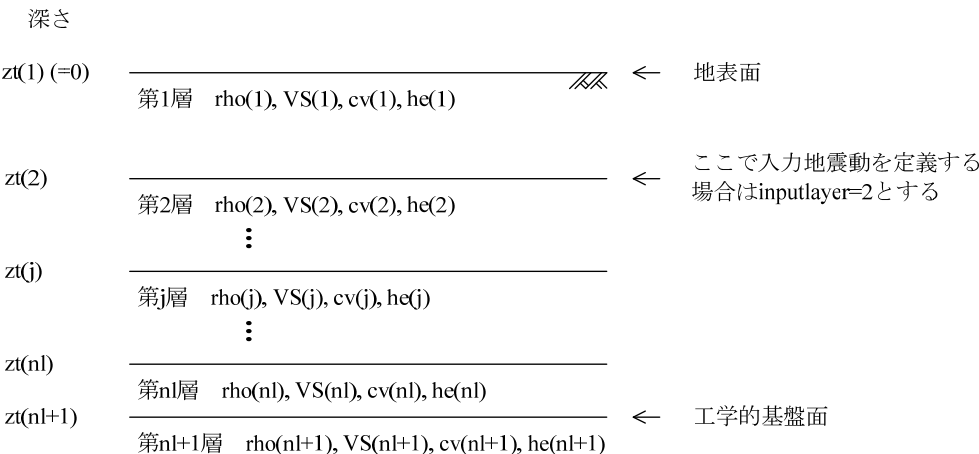 深さ
zt(1) (=0)
地表面
第1層 rho(1), VS(1), cv(1), he(1)
zt(2)
ここで入力地震動を定義する
場合はinputlayer=2とする
第2層 rho(2), VS(2), cv(2), he(2)
zt(j)
第j層 rho(j), VS(j), cv(j), he(j)
zt(nl)
第nl層 rho(nl), VS(nl), cv(nl), he(nl)
zt(nl+1)
工学的基盤面
第nl+1層 rho(nl+1), VS(nl+1), cv(nl+1), he(nl+1)